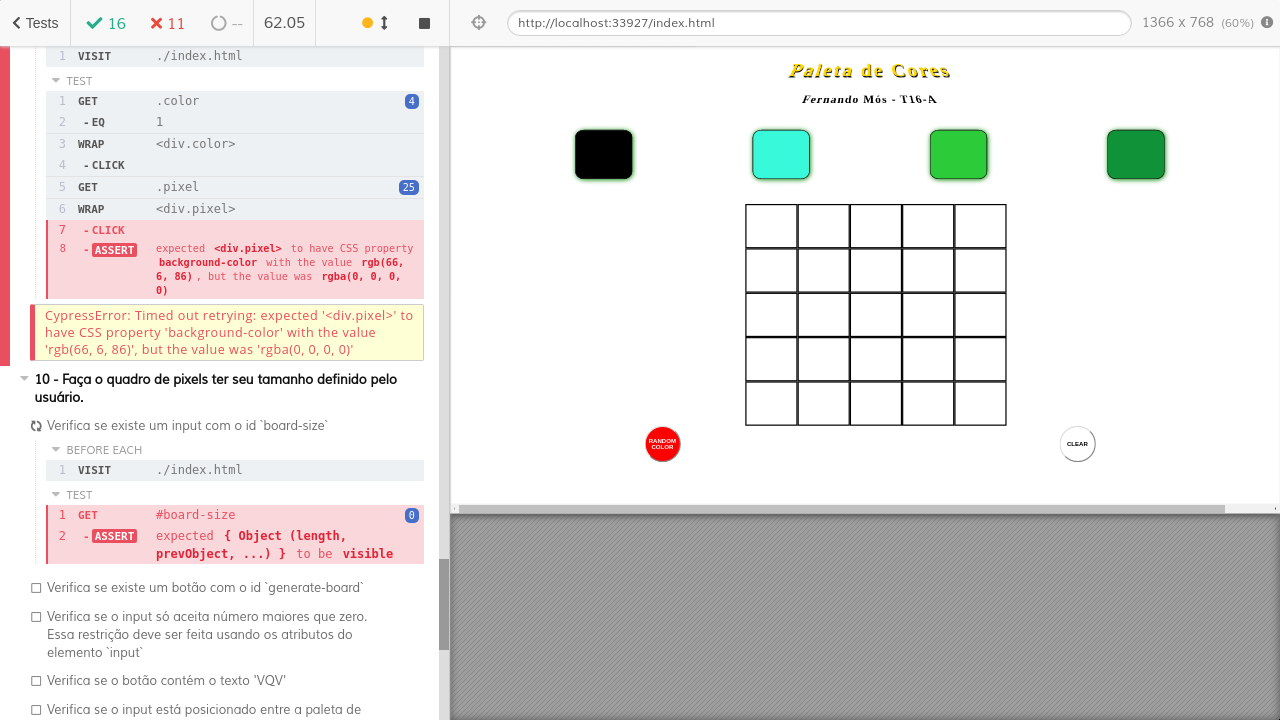 Tests 16 11 -- 62.05
1 VISIT ./index.html
TEST
1 GET .color 4
2 - EQ 1
3 WRAP <div.color>
4 - CLICK
5 GET .pixel 25
6 WRAP <div.pixel>
7 - CLICK
8 - ASSERT expected <div.pixel> to have CSS property
background-color with the value rgb(66,
6, 86), but the value was rgba(0, 0, 0,
0)
CypressError: Timed out retrying: expected '<div.pixel>' to
have CSS property 'background-color' with the value
'rgb(66, 6, 86)', but the value was 'rgba(0, 0, 0, 0)'
10 - Faça o quadro de pixels ter seu tamanho definido pelo
usuário.
Verifica se existe um input com o id `board-size`
BEFORE EACH
1 VISIT ./index.html
TEST
1 GET #board-size 0
2 - ASSERT expected { Object (length,
prevObject, ...) } to be visible
Verifica se existe um botão com o id `generate-board`
Verifica se o input só aceita número maiores que zero.
Essa restrição deve ser feita usando os atributos do
elemento `input`
Verifica se o botão contém o texto 'VQV'
Verifica se o input está posicionado entre a paleta de
http://localhost:33927/index.html 1366 x 768 (60%)
Paleta de Cores
Fernando Mós - T16-A
RANDOM
COLOR
CLEAR